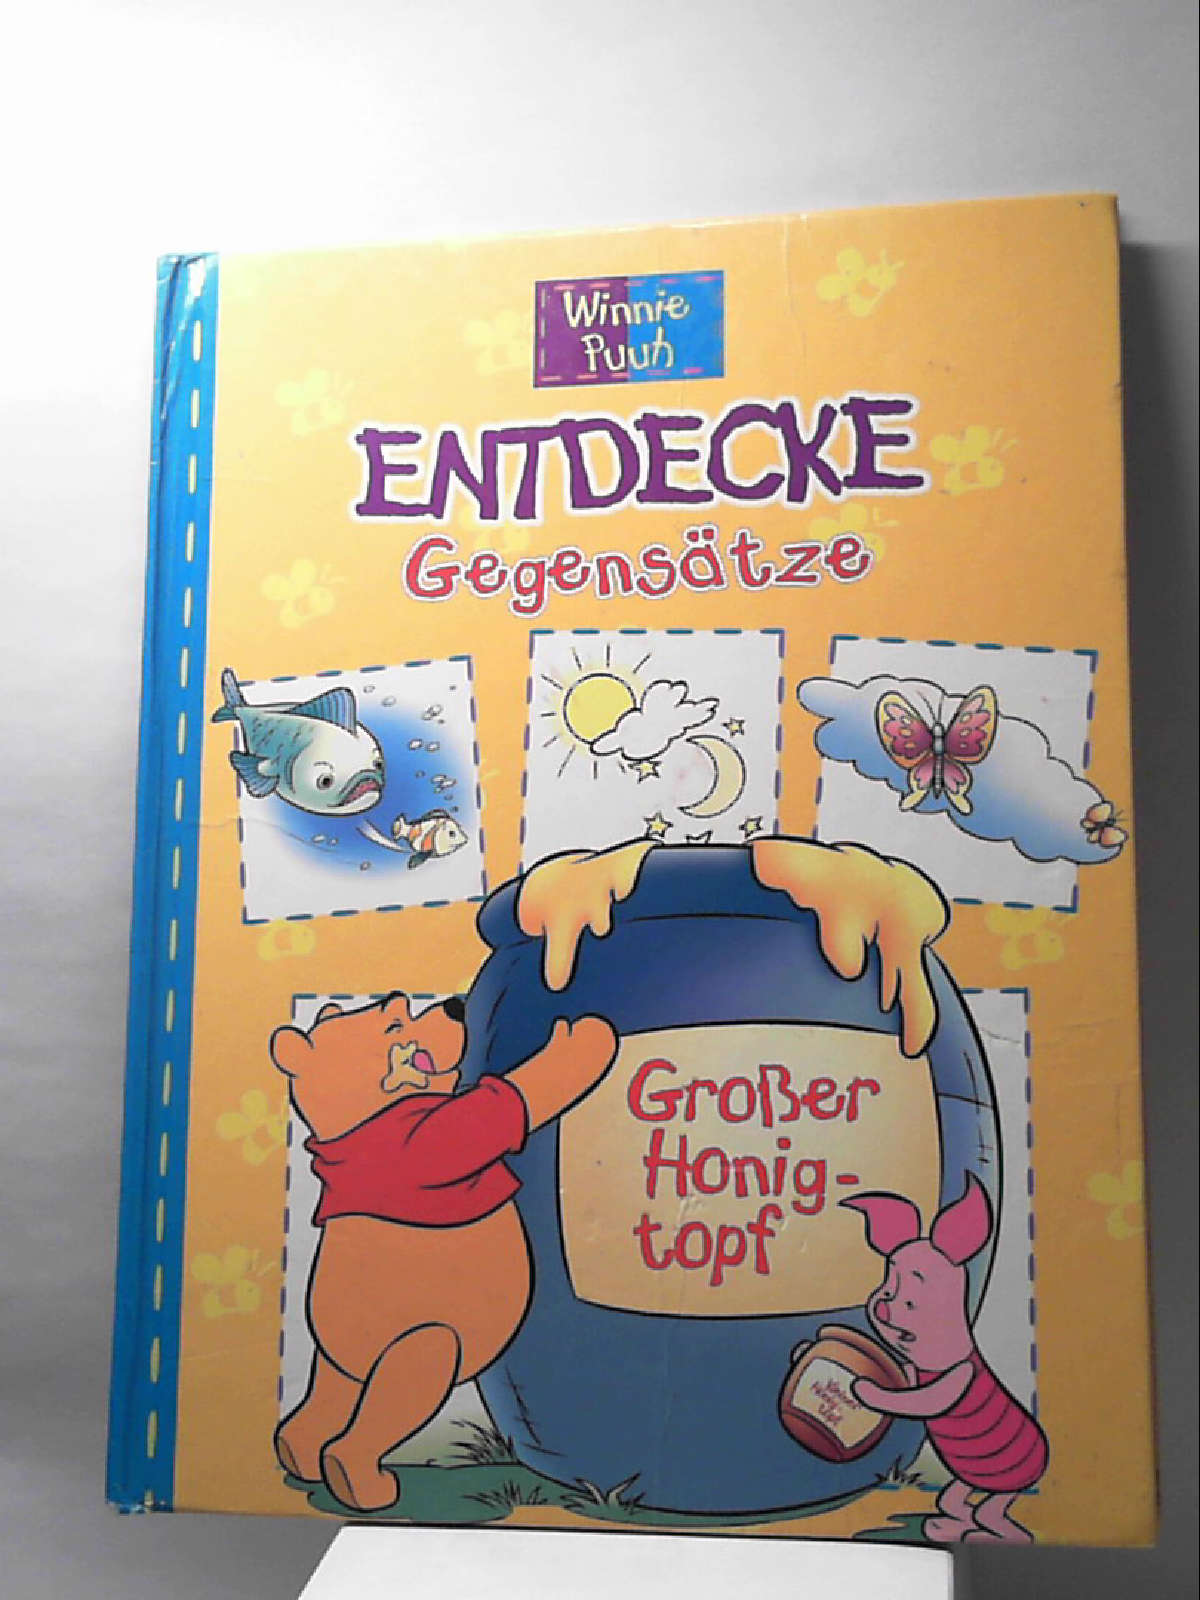 Winnie
Puuh
ENTDECKE
Gegensätze
Großer
Honig-
topf